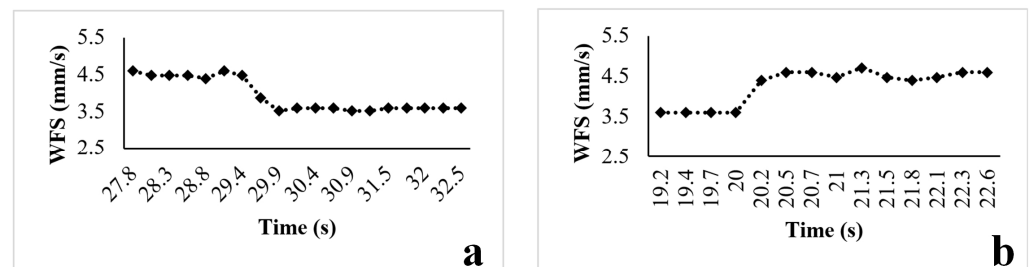 WFS (mm/s)
5.5
4.5
3.5
2.5
27.8 28.3 28.8 29.4 29.9 30.4 30.9 31.5 32 32.5
Time (s)
a
WFS (mm/s)
5.5
4.5
3.5
2.5
19.2 19.4 19.7 20 20.2 20.5 20.7 21 21.3 21.5 21.8 22.1 22.3 22.6
Time (s)
b